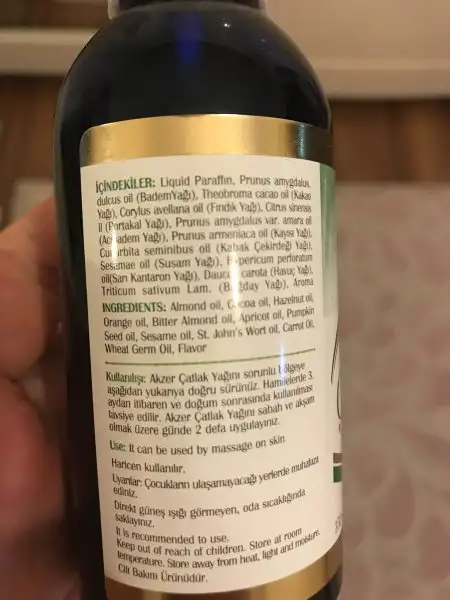 İÇİNDEKİLER: Liquid Paraffin, Prunus amygdalus
dulcus oil (BademYağı), Theobroma cacao oil (Kakao
Yağı), Corylus avellana oil (Fındık Yağı), Citrus sinensis
il (Portakal Yağı), Prunus amygdalus var. amara oil
(Acıbadem Yağı), Prunus armeniaca oil (Kayısı Yağı),
Cucurbita seminibus oil (Kabak Çekirdeği Yağı),
Sesamae oil (Susam Yağı), Hypericum perforatum
oil(Sarı Kantaron Yağı), Daucus carota (Havuç Yağı),
Triticum sativum Lam. (Buğday Yağı), Aroma
INGREDIENTS: Almond oil, Cocoa oil, Hazelnut oil,
Orange oil, Bitter Almond oil, Apricot oil, Pumpkin
Seed oil, Sesame oil, St. John's Wort oil, Carrot Oil,
Wheat Germ Oil, Flavor
Kullanılışı: Akzer Çatlak Yağını sorunlu bölgeye
aşağıdan yukarıya doğru sürünüz. Hamilelerde 3.
aydan itibaren ve doğum sonrasında kullanılması
tavsiye edilir. Akzer Çatlak Yağını sabah ve akşam
olmak üzere günde 2 defa uygulayınız.
Use: It can be used by massage on skin
Haricen kullanılır.
Uyarılar: Çocukların ulaşamayacağı yerlerde muhafaza
ediniz.
Direkt güneş ışığı görmeyen, oda sıcaklığında
saklayınız.
It is recommended to use.
Keep out of reach of children. Store at room
temperature. Store away from heat, light and moisture.
Cilt Bakım Ürünüdür.